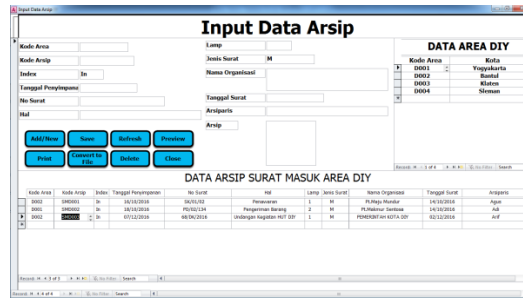 Input Data Arsip
Input Data Arsip
Kode Area
Kode Arsip
Index In
Tanggal Penyimpana
No Surat
Hal
Lamp
Jenis Surat M
Nama Organisasi
Tanggal Surat
Arsiparis
Arsip
DATA AREA DIY
Kode Area Kota
D001 Yogyakarta
D002 Bantul
D003 Klaten
D004 Sleman
Record: 1 of 4 No Filter Search
Add/New Save Refresh Preview
Print Convert to File Delete Close
DATA ARSIP SURAT MASUK AREA DIY
Kode Area Kode Arsip Index Tanggal Penyimpanan No Surat Hal Lamp Jenis Surat Nama Organisasi Tanggal Surat Arsiparis
D002 SMD002 In 16/10/2016 SK/01/02 Penawaran 1 M Pt.Maju Mundur 14/10/2016 Agus
D001 SMD001 In 16/10/2016 PD/02/134 Pengiriman Barang 2 M Pt.Makmur Sentosa 14/10/2016 Adi
D002 SMD003 In 07/12/2016 68/DK/2016 Undangan Kegiatan HUT DIY 1 M PEMERINTAH KOTA DIY 02/12/2016 Arif
Record: 3 of 3 No Filter Search
Record: 4 of 4 No Filter Search